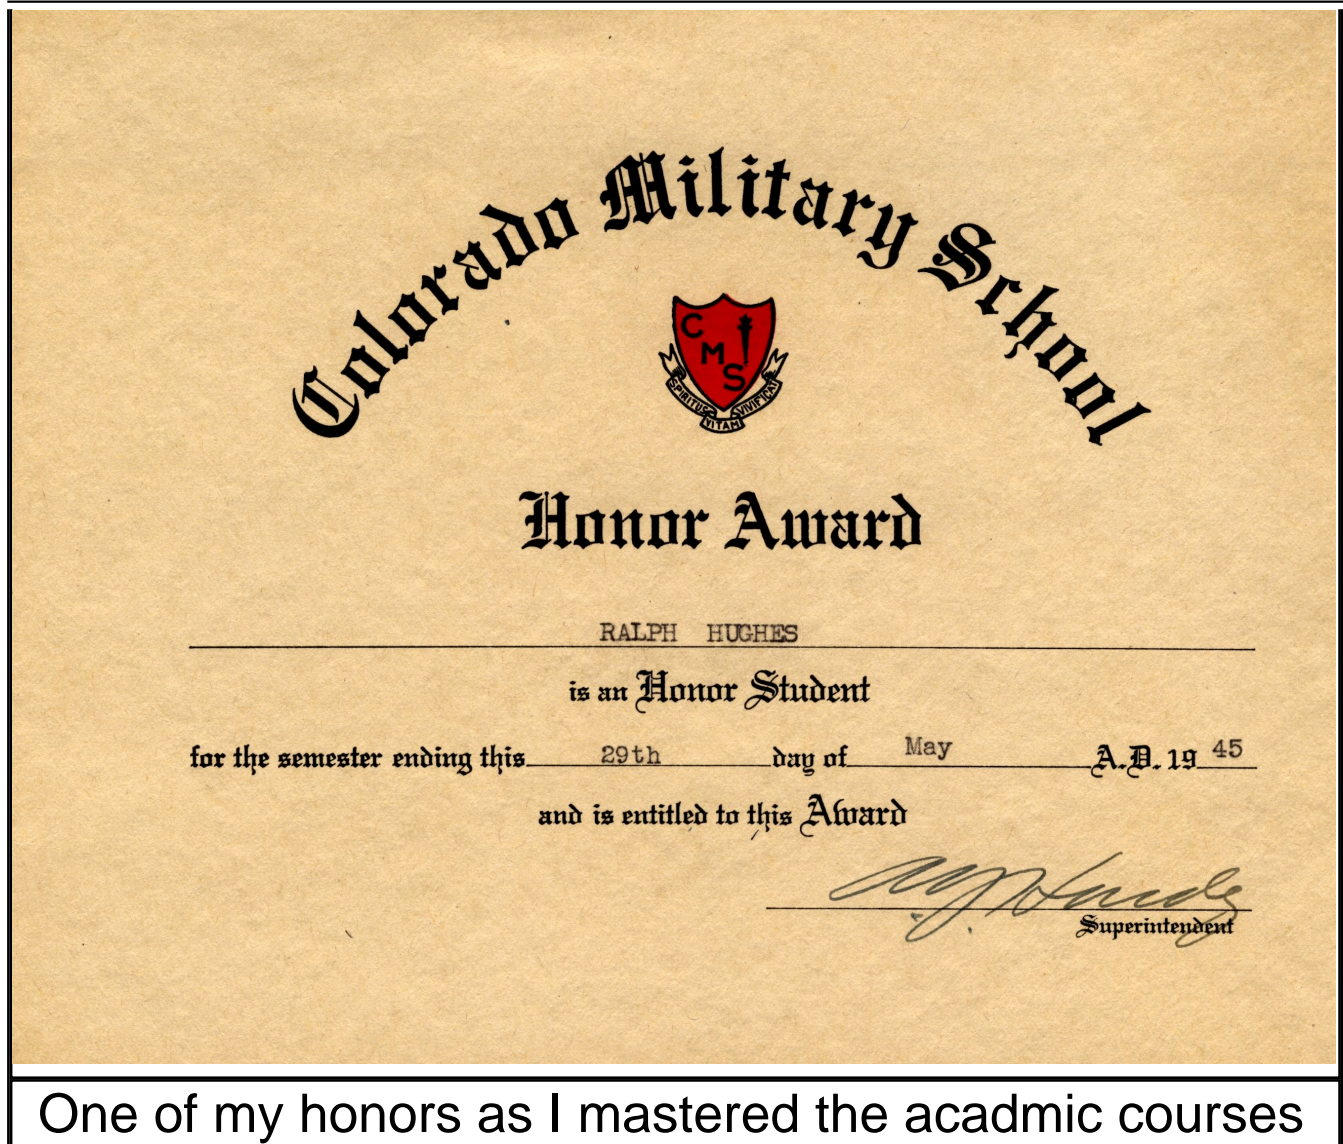 Colorado Military School
C
M
S
SPIRITUS
VITAM
VIVIFICAT
Honor Award
RALPH HUGHES
is an Honor Student
for the semester ending this 29th day of May A.D. 19 45
and is entitled to this Award
Superintendent
One of my honors as I mastered the acadmic courses